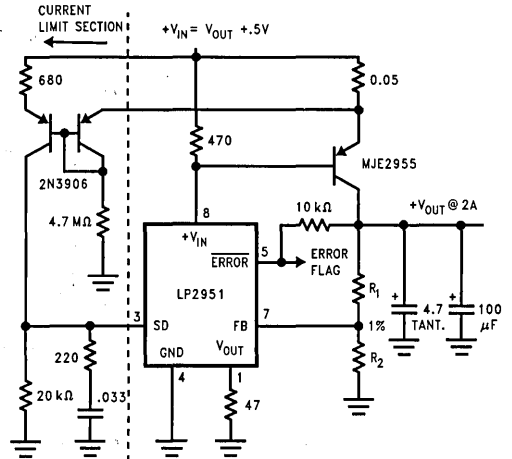 CURRENT
LIMIT SECTION
+VIN = VOUT +.5V
680
0.05
470
MJE2955
2N3906
4.7 MΩ
10 kΩ
+VOUT @ 2A
8
+VIN
ERROR
5
ERROR
FLAG
LP2951
R1
4.7
TANT.
100
μF
3
SD
FB
7
1%
220
GND
VOUT
R2
20 kΩ
.033
4
1
47
+
+